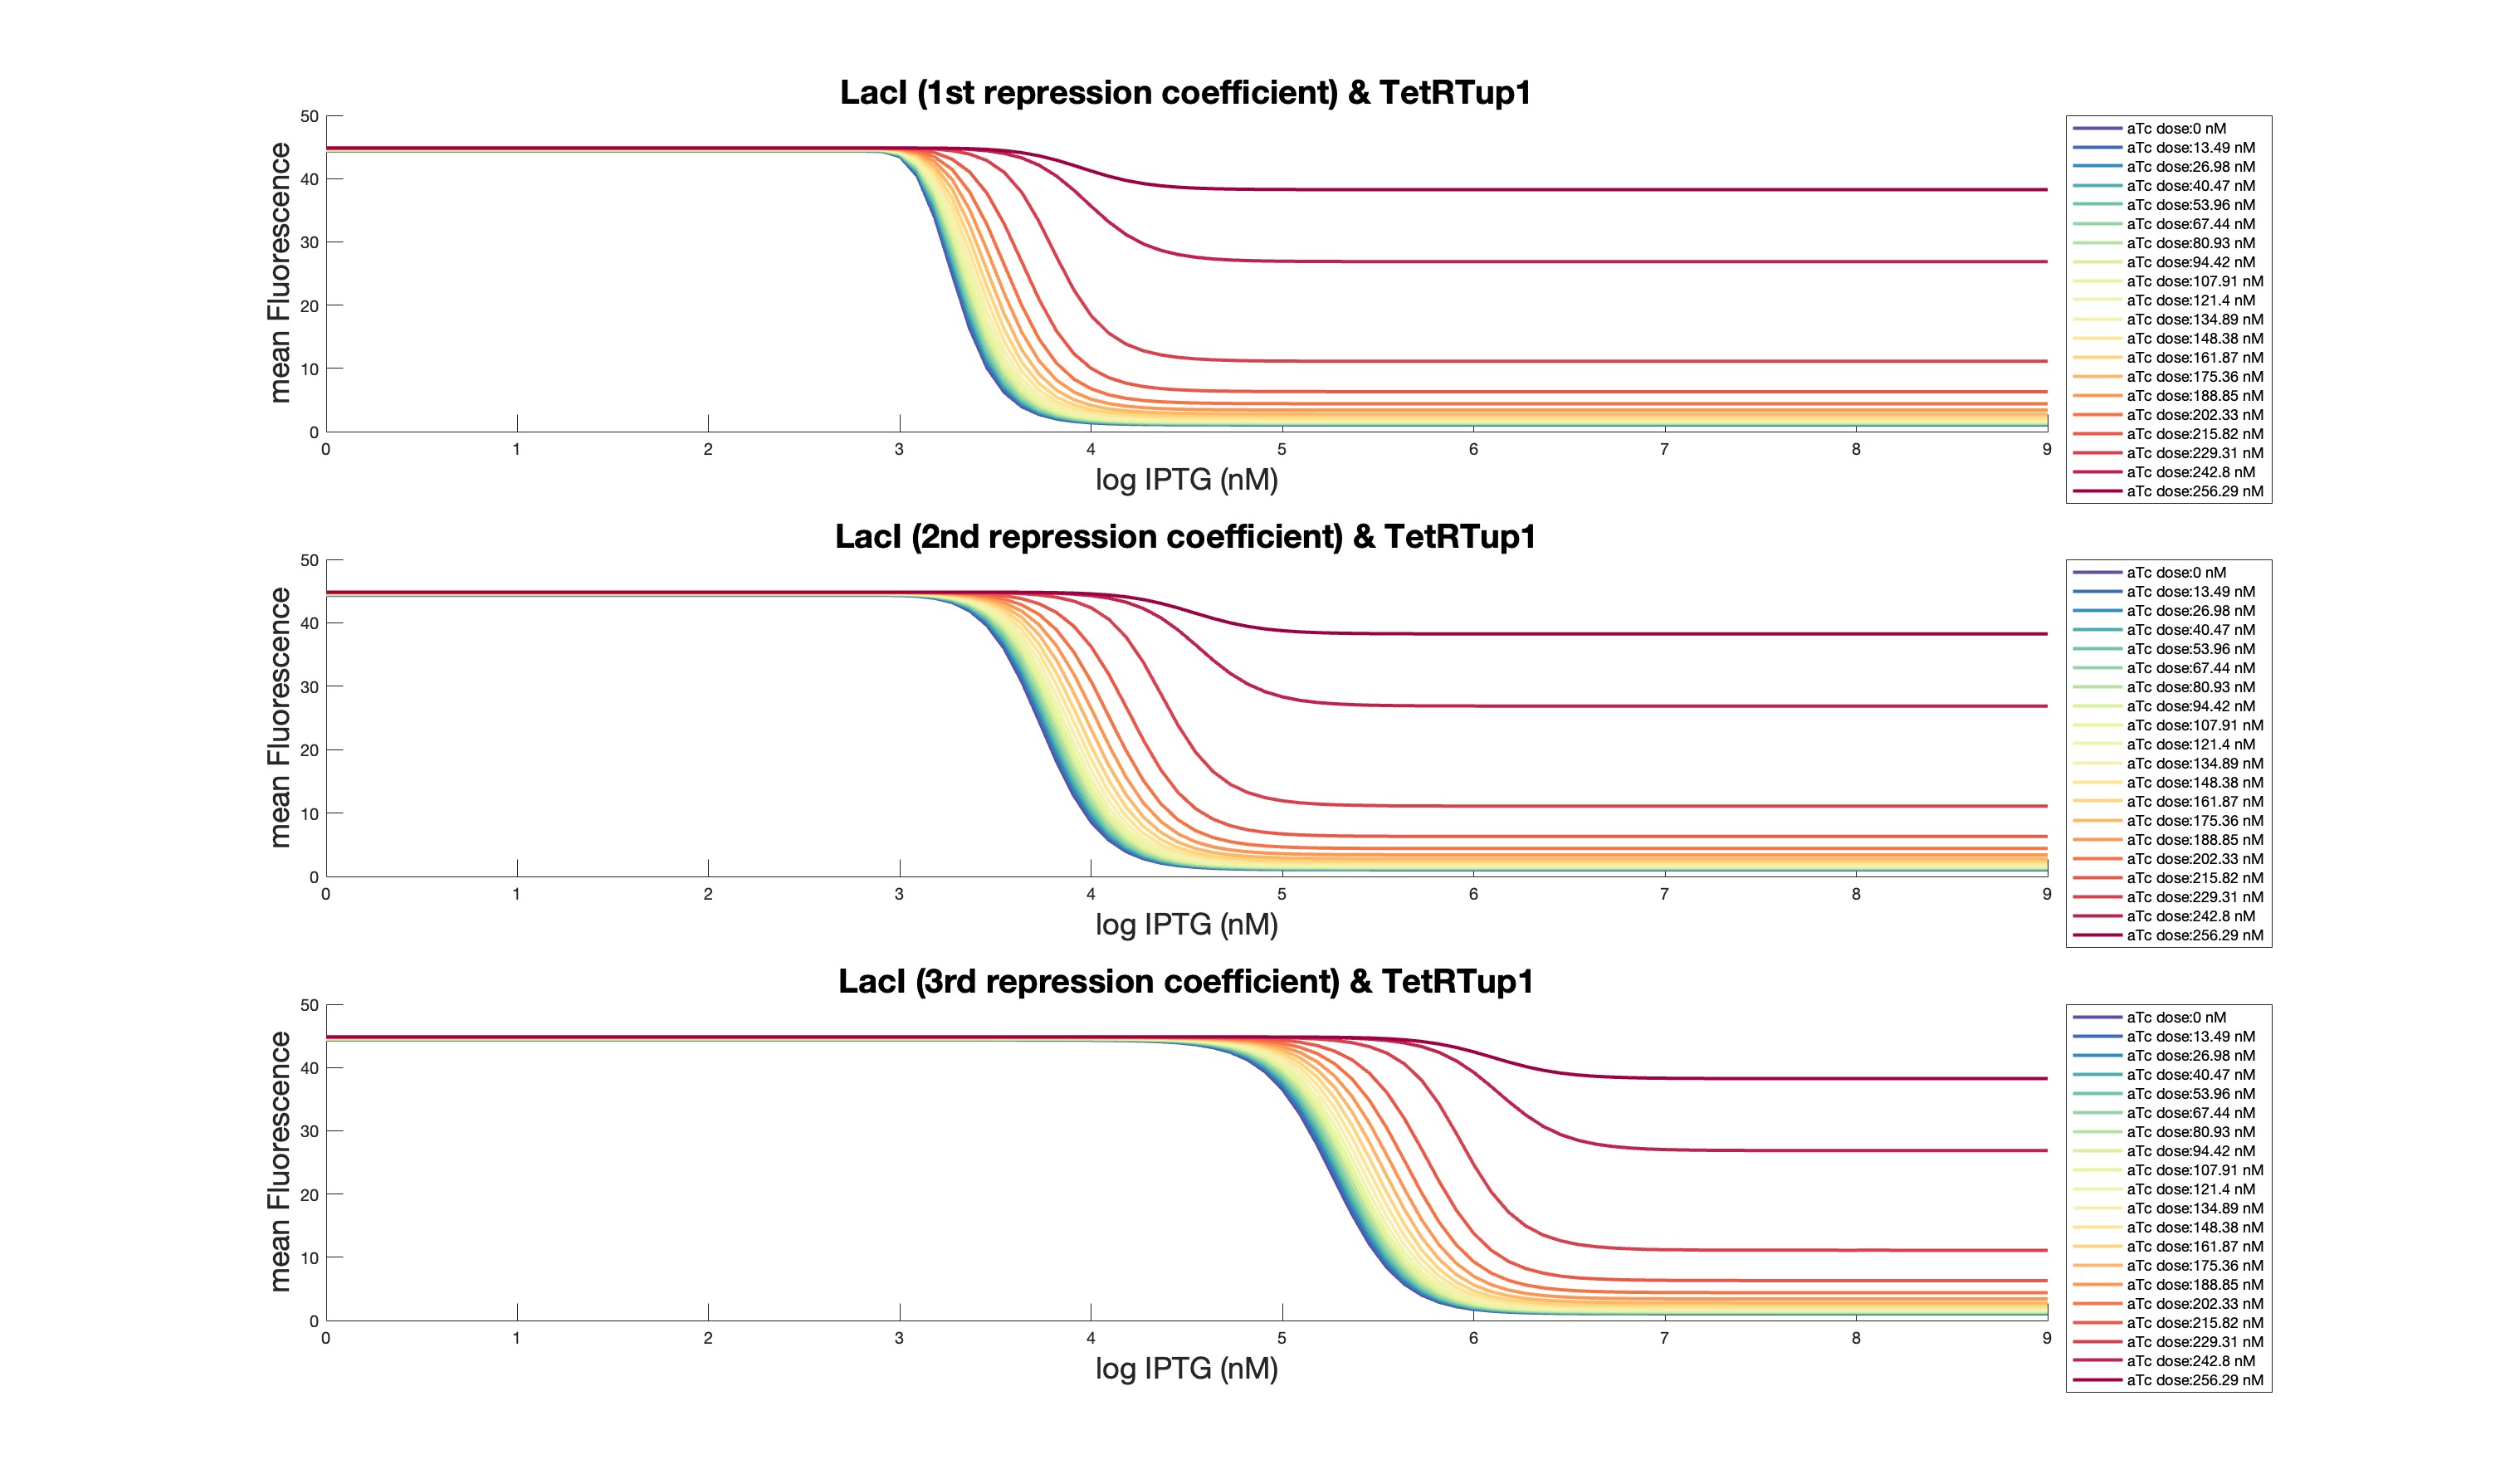 LacI (1st repression coefficient) & TetRTup1
mean Fluorescence
50
40
30
20
10
0
0 1 2 3 4 5 6 7 8 9
log IPTG (nM)
aTc dose:0 nM
aTc dose:13.49 nM
aTc dose:26.98 nM
aTc dose:40.47 nM
aTc dose:53.96 nM
aTc dose:67.44 nM
aTc dose:80.93 nM
aTc dose:94.42 nM
aTc dose:107.91 nM
aTc dose:121.4 nM
aTc dose:134.89 nM
aTc dose:148.38 nM
aTc dose:161.87 nM
aTc dose:175.36 nM
aTc dose:188.85 nM
aTc dose:202.33 nM
aTc dose:215.82 nM
aTc dose:229.31 nM
aTc dose:242.8 nM
aTc dose:256.29 nM
LacI (2nd repression coefficient) & TetRTup1
mean Fluorescence
50
40
30
20
10
0
0 1 2 3 4 5 6 7 8 9
log IPTG (nM)
aTc dose:0 nM
aTc dose:13.49 nM
aTc dose:26.98 nM
aTc dose:40.47 nM
aTc dose:53.96 nM
aTc dose:67.44 nM
aTc dose:80.93 nM
aTc dose:94.42 nM
aTc dose:107.91 nM
aTc dose:121.4 nM
aTc dose:134.89 nM
aTc dose:148.38 nM
aTc dose:161.87 nM
aTc dose:175.36 nM
aTc dose:188.85 nM
aTc dose:202.33 nM
aTc dose:215.82 nM
aTc dose:229.31 nM
aTc dose:242.8 nM
aTc dose:256.29 nM
LacI (3rd repression coefficient) & TetRTup1
mean Fluorescence
50
40
30
20
10
0
0 1 2 3 4 5 6 7 8 9
log IPTG (nM)
aTc dose:0 nM
aTc dose:13.49 nM
aTc dose:26.98 nM
aTc dose:40.47 nM
aTc dose:53.96 nM
aTc dose:67.44 nM
aTc dose:80.93 nM
aTc dose:94.42 nM
aTc dose:107.91 nM
aTc dose:121.4 nM
aTc dose:134.89 nM
aTc dose:148.38 nM
aTc dose:161.87 nM
aTc dose:175.36 nM
aTc dose:188.85 nM
aTc dose:202.33 nM
aTc dose:215.82 nM
aTc dose:229.31 nM
aTc dose:242.8 nM
aTc dose:256.29 nM